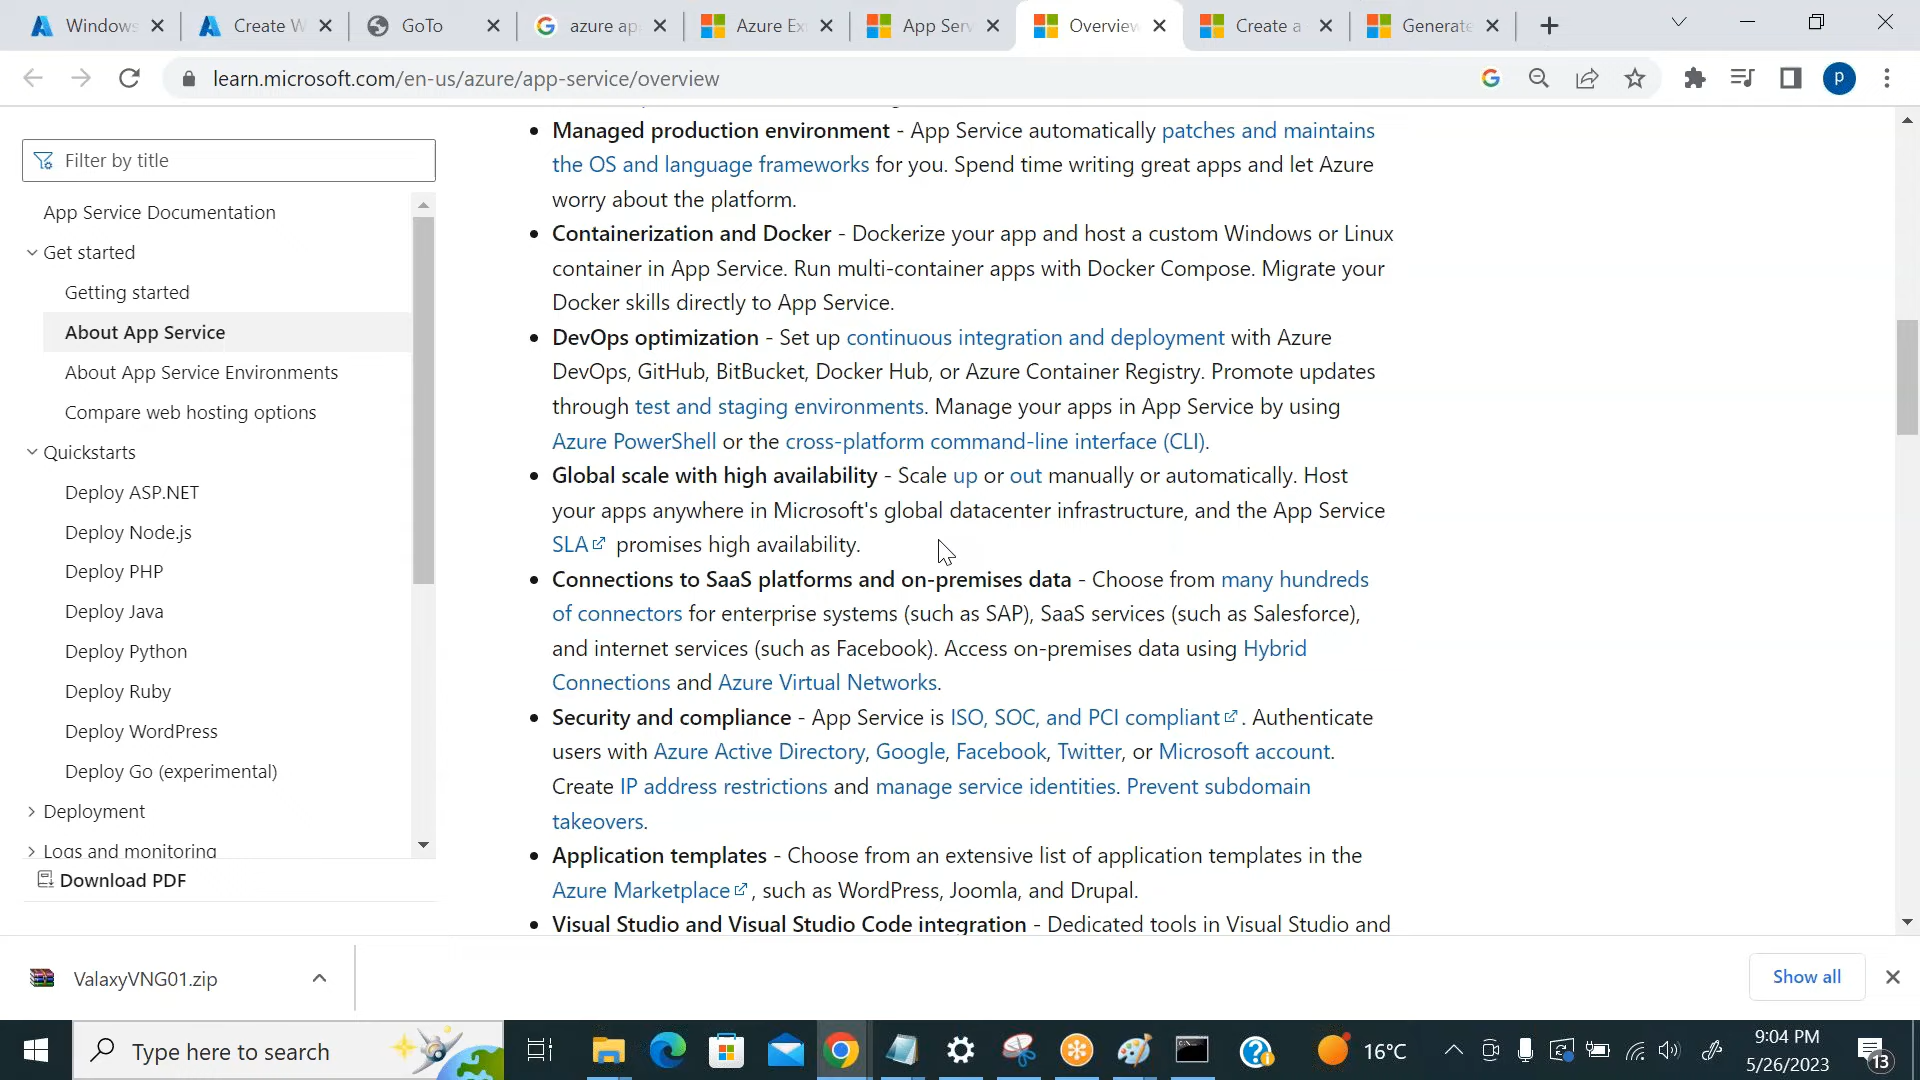 Windows
Create W
GoTo
azure ap
Azure Ex
App Serv
Overview
Create a
Generate
learn.microsoft.com/en-us/azure/app-service/overview
p
Filter by title
App Service Documentation
Get started
Getting started
About App Service
About App Service Environments
Compare web hosting options
Quickstarts
Deploy ASP.NET
Deploy Node.js
Deploy PHP
Deploy Java
Deploy Python
Deploy Ruby
Deploy WordPress
Deploy Go (experimental)
Deployment
Logs and monitoring
Download PDF
Managed production environment - App Service automatically patches and maintains
the OS and language frameworks for you. Spend time writing great apps and let Azure
worry about the platform.
Containerization and Docker - Dockerize your app and host a custom Windows or Linux
container in App Service. Run multi-container apps with Docker Compose. Migrate your
Docker skills directly to App Service.
DevOps optimization - Set up continuous integration and deployment with Azure
DevOps, GitHub, BitBucket, Docker Hub, or Azure Container Registry. Promote updates
through test and staging environments. Manage your apps in App Service by using
Azure PowerShell or the cross-platform command-line interface (CLI).
Global scale with high availability - Scale up or out manually or automatically. Host
your apps anywhere in Microsoft's global datacenter infrastructure, and the App Service
SLA promises high availability.
Connections to SaaS platforms and on-premises data - Choose from many hundreds
of connectors for enterprise systems (such as SAP), SaaS services (such as Salesforce),
and internet services (such as Facebook). Access on-premises data using Hybrid
Connections and Azure Virtual Networks.
Security and compliance - App Service is ISO, SOC, and PCI compliant. Authenticate
users with Azure Active Directory, Google, Facebook, Twitter, or Microsoft account.
Create IP address restrictions and manage service identities. Prevent subdomain
takeovers.
Application templates - Choose from an extensive list of application templates in the
Azure Marketplace, such as WordPress, Joomla, and Drupal.
Visual Studio and Visual Studio Code integration - Dedicated tools in Visual Studio and
ValaxyVNG01.zip
Show all
Type here to search
16°C
9:04 PM
5/26/2023
13